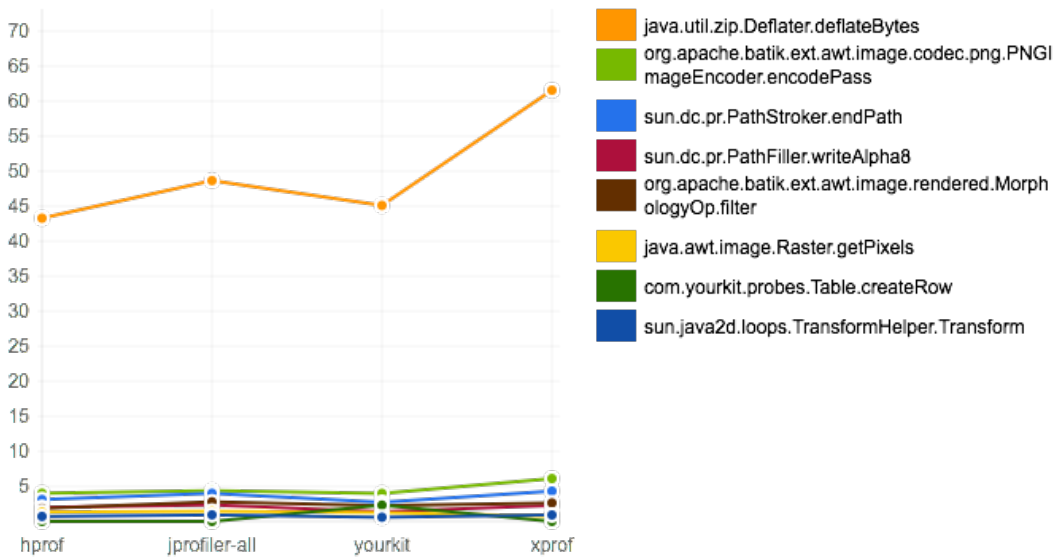 70
65
60
55
50
45
40
35
30
25
20
15
10
5
hprof jprofiler-all yourkit xprof
java.util.zip.Deflater.deflateBytes
org.apache.batik.ext.awt.image.codec.png.PNGI
mageEncoder.encodePass
sun.dc.pr.PathStroker.endPath
sun.dc.pr.PathFiller.writeAlpha8
org.apache.batik.ext.awt.image.rendered.Morph
ologyOp.filter
java.awt.image.Raster.getPixels
com.yourkit.probes.Table.createRow
sun.java2d.loops.TransformHelper.Transform